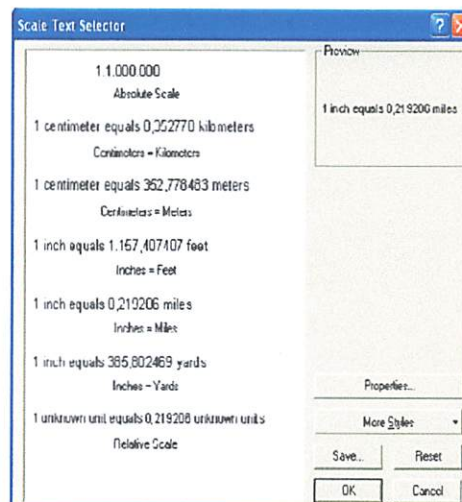 Scale Text Selector
1:1.000.000
Absolute Scale
1 centimeter equals 0,352770 kilometers
Centimeters = Kilometers
1 centimeter equals 352,778483 meters
Centimeters = Meters
1 inch equals 1.157,407407 feet
Inches = Feet
1 inch equals 0,219206 miles
Inches = Miles
1 inch equals 385,802469 yards
Inches = Yards
1 unknown unit equals 0,219206 unknown units
Relative Scale
Preview
1 inch equals 0,219206 miles
Properties...
More Styles
Save... Reset
OK Cancel